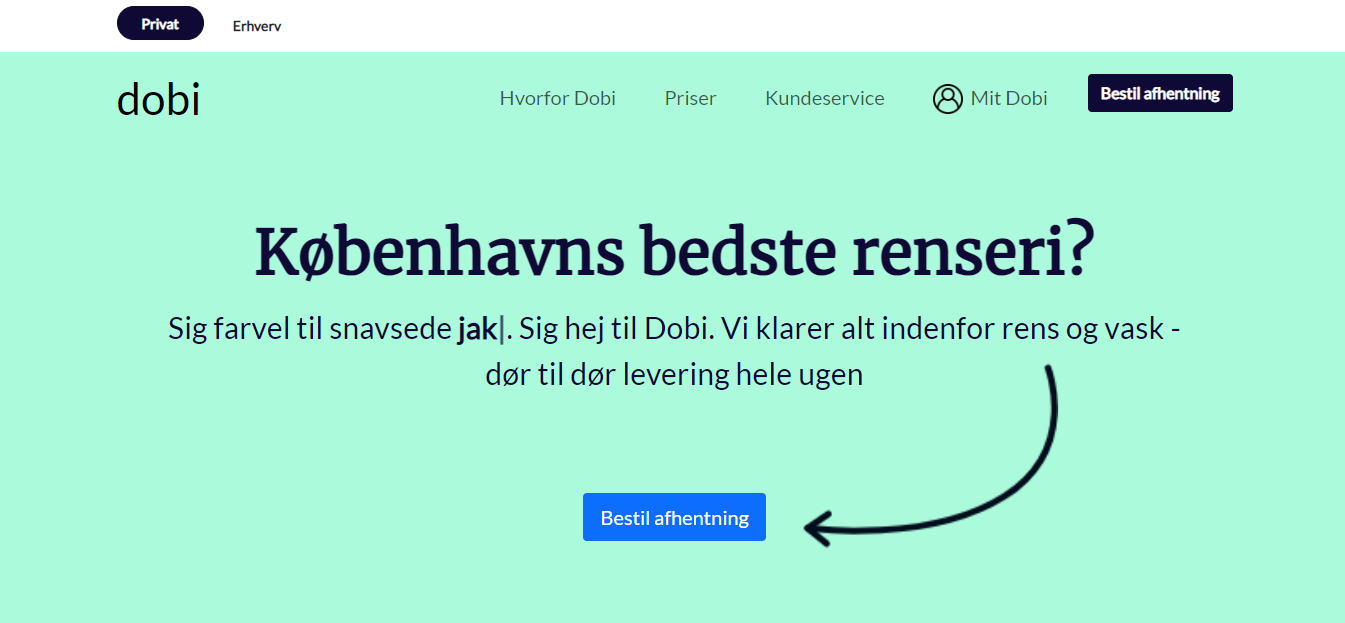 Privat
Erhverv
dobi
Hvorfor Dobi
Priser
Kundeservice
Mit Dobi
Bestil afhentning
Københavns bedste renseri?
Sig farvel til snavsede jak|. Sig hej til Dobi. Vi klarer alt indenfor rens og vask -
dør til dør levering hele ugen
Bestil afhentning